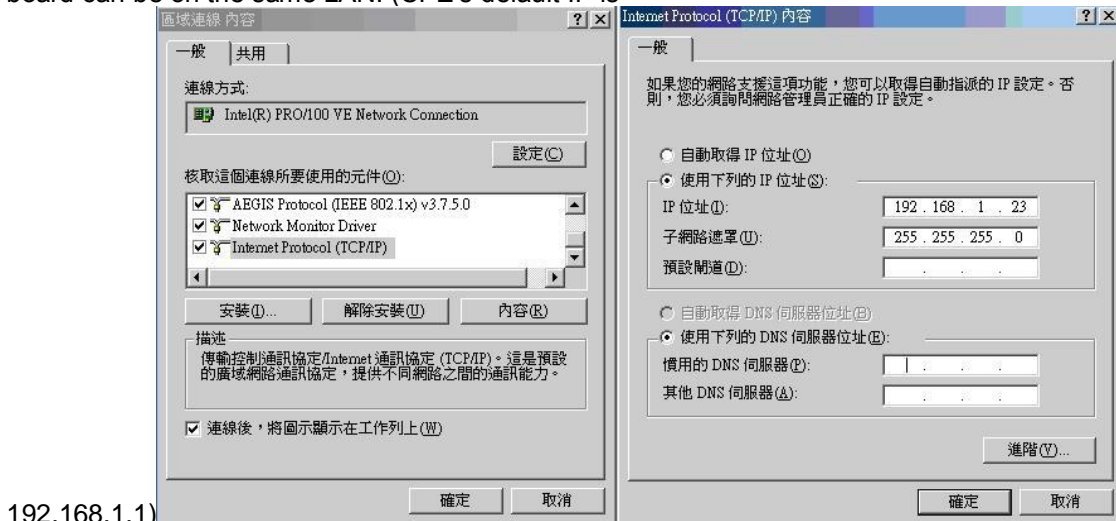 board can be on the same LAN. (CPE's default IP is
192.168.1.1)
區域連線 內容
一般
共用
連線方式:
Intel(R) PRO/100 VE Network Connection
設定(C)
核取這個連線所要使用的元件(O):
AEGIS Protocol (IEEE 802.1x) v3.7.5.0
Network Monitor Driver
Internet Protocol (TCP/IP)
安裝(I)...
解除安裝(U)
內容(R)
描述
傳輸控制通訊協定/Internet 通訊協定 (TCP/IP)。這是預設
的廣域網路通訊協定,提供不同網路之間的通訊能力。
連線後,將圖示顯示在工作列上(W)
確定
取消
Internet Protocol (TCP/IP) 內容
一般
如果您的網路支援這項功能,您可以取得自動指派的 IP 設定。否
則,您必須詢問網路管理員正確的 IP 設定。
自動取得 IP 位址(O)
使用下列的 IP 位址(S):
IP 位址(I):
192 . 168 . 1 . 23
子網路遮罩(U):
255 . 255 . 255 . 0
預設閘道(D):
自動取得 DNS 伺服器位址(B)
使用下列的 DNS 伺服器位址(E):
慣用的 DNS 伺服器(P):
其他 DNS 伺服器(A):
進階(V)...
確定
取消